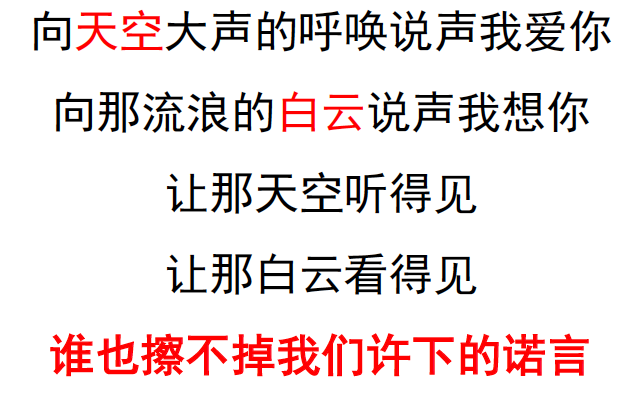 向天空大声的呼唤说声我爱你
向那流浪的白云说声我想你
让那天空听得见
让那白云看得见
谁也擦不掉我们许下的诺言